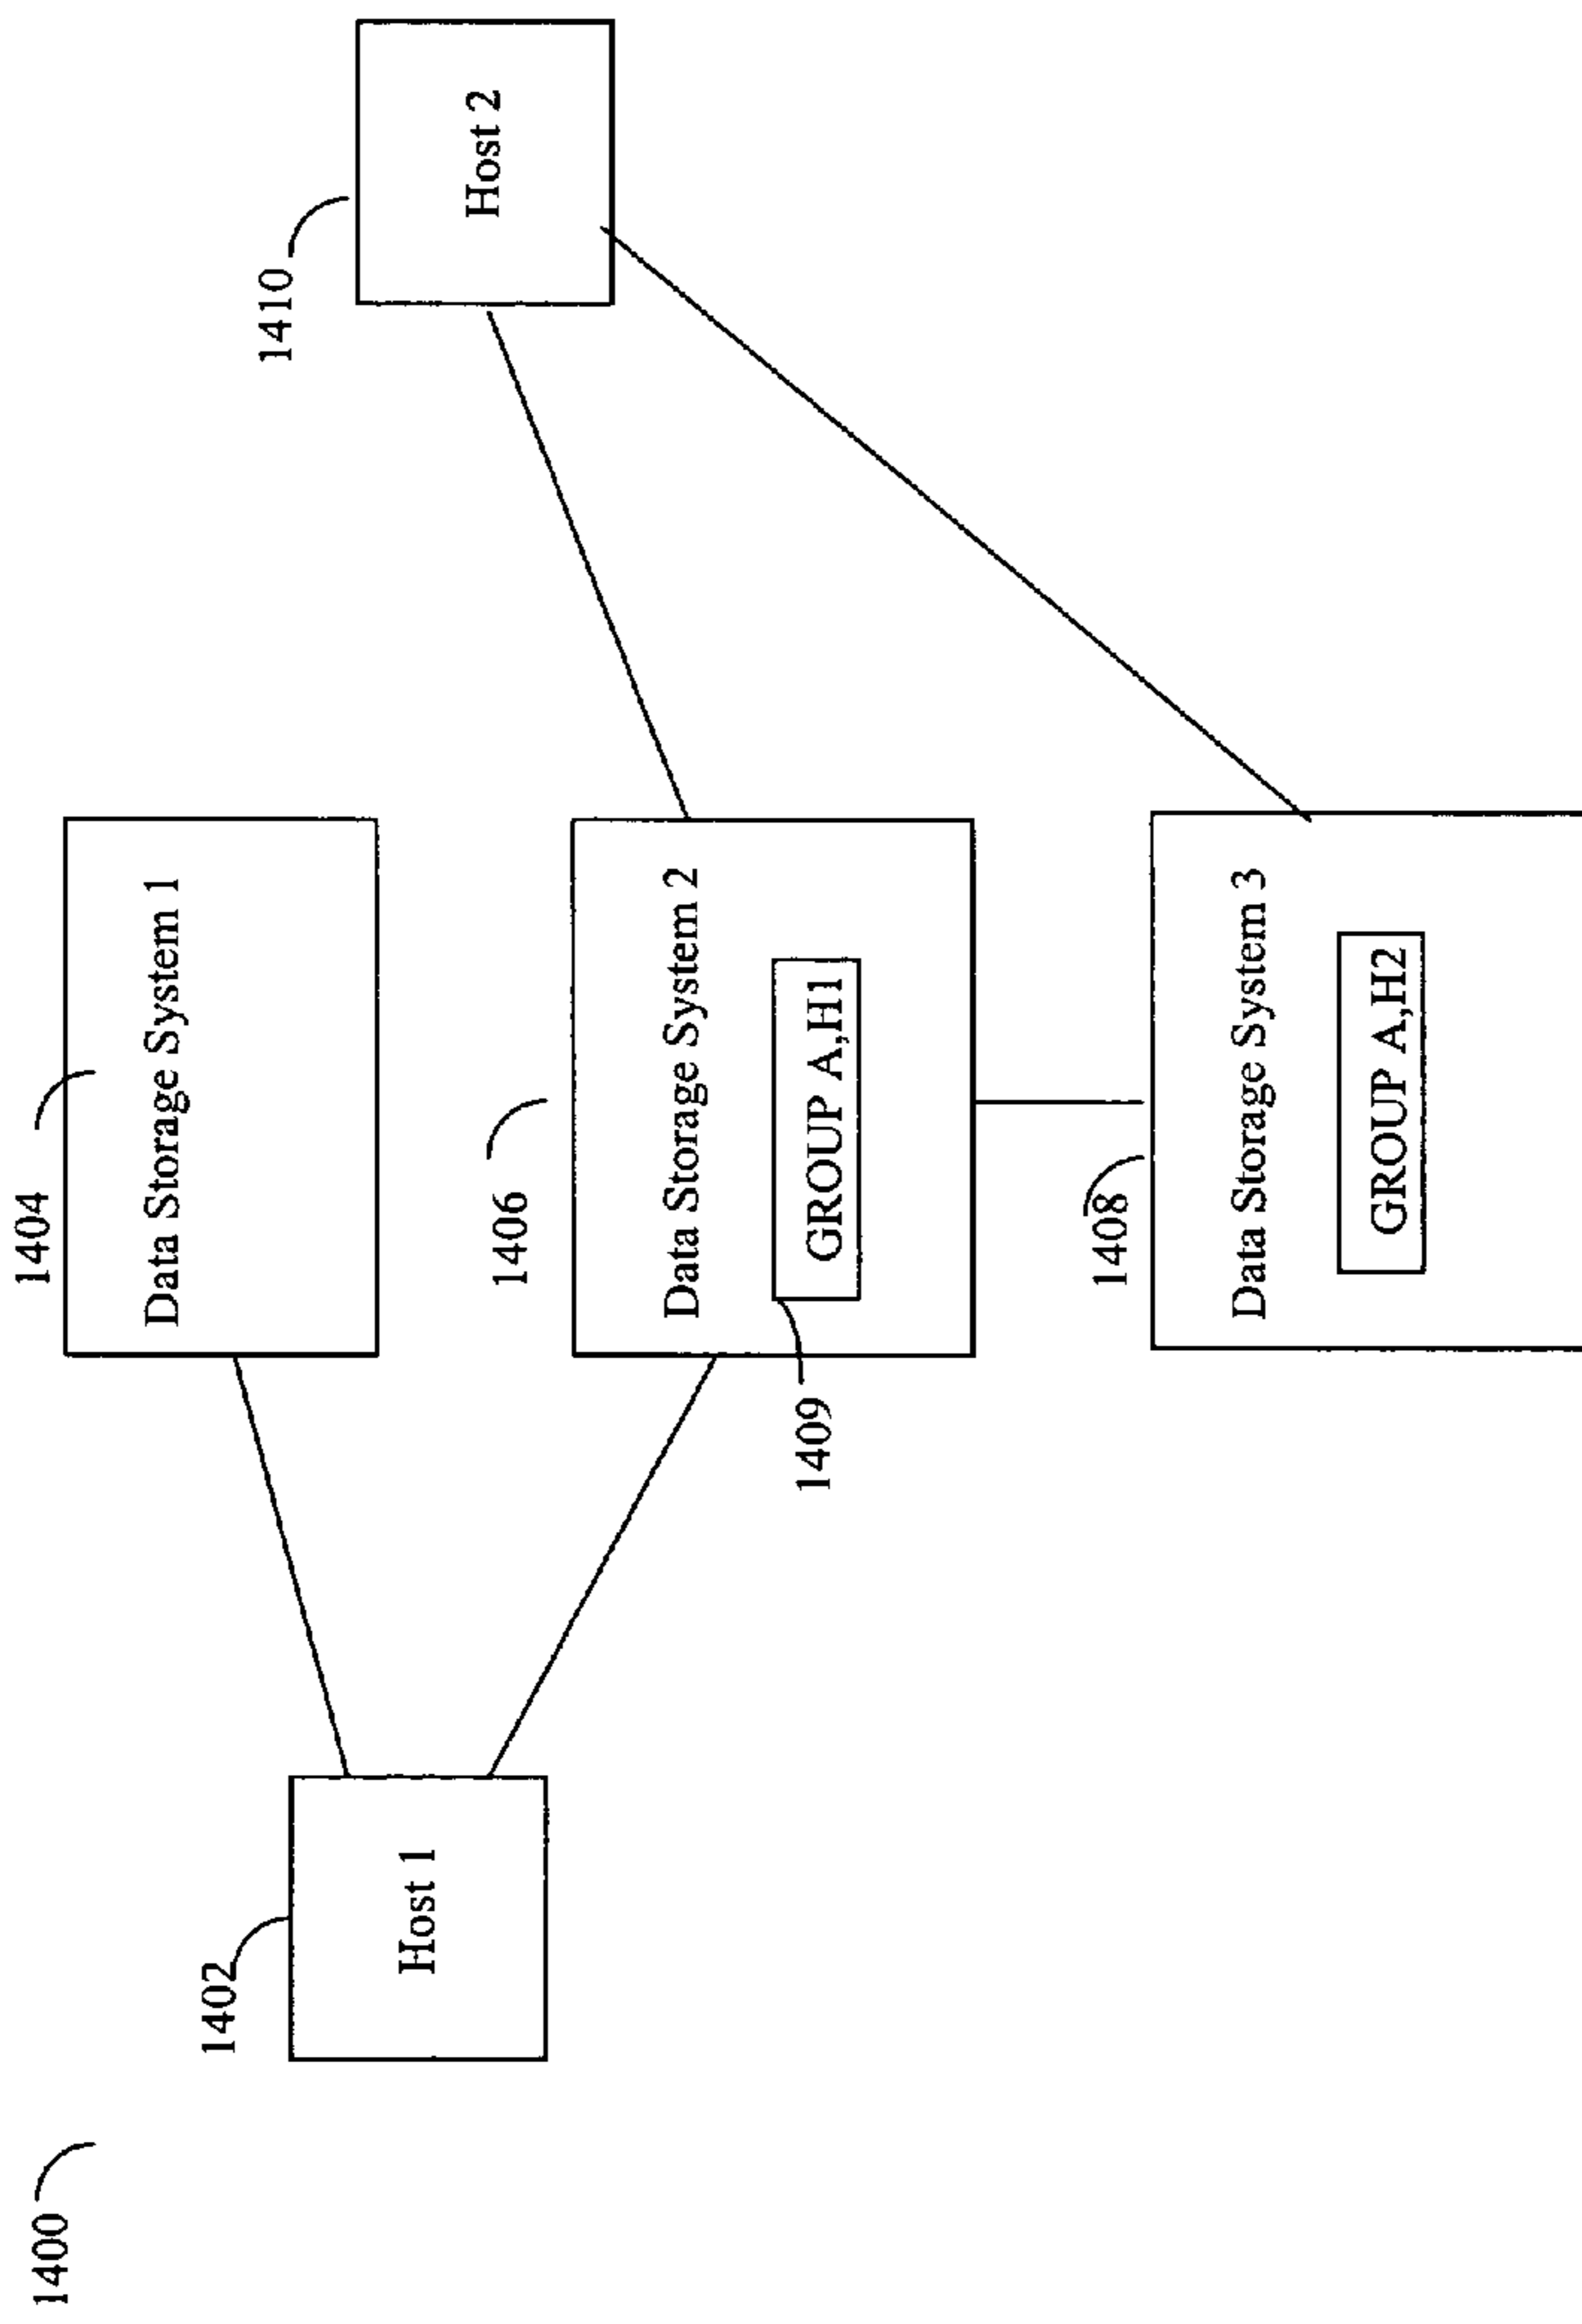 1400
1402
Host 1
1404
Data Storage System 1
1406
Data Storage System 2
GROUP A,H1
1409
1408
Data Storage System 3
GROUP A,H2
1410
Host 2